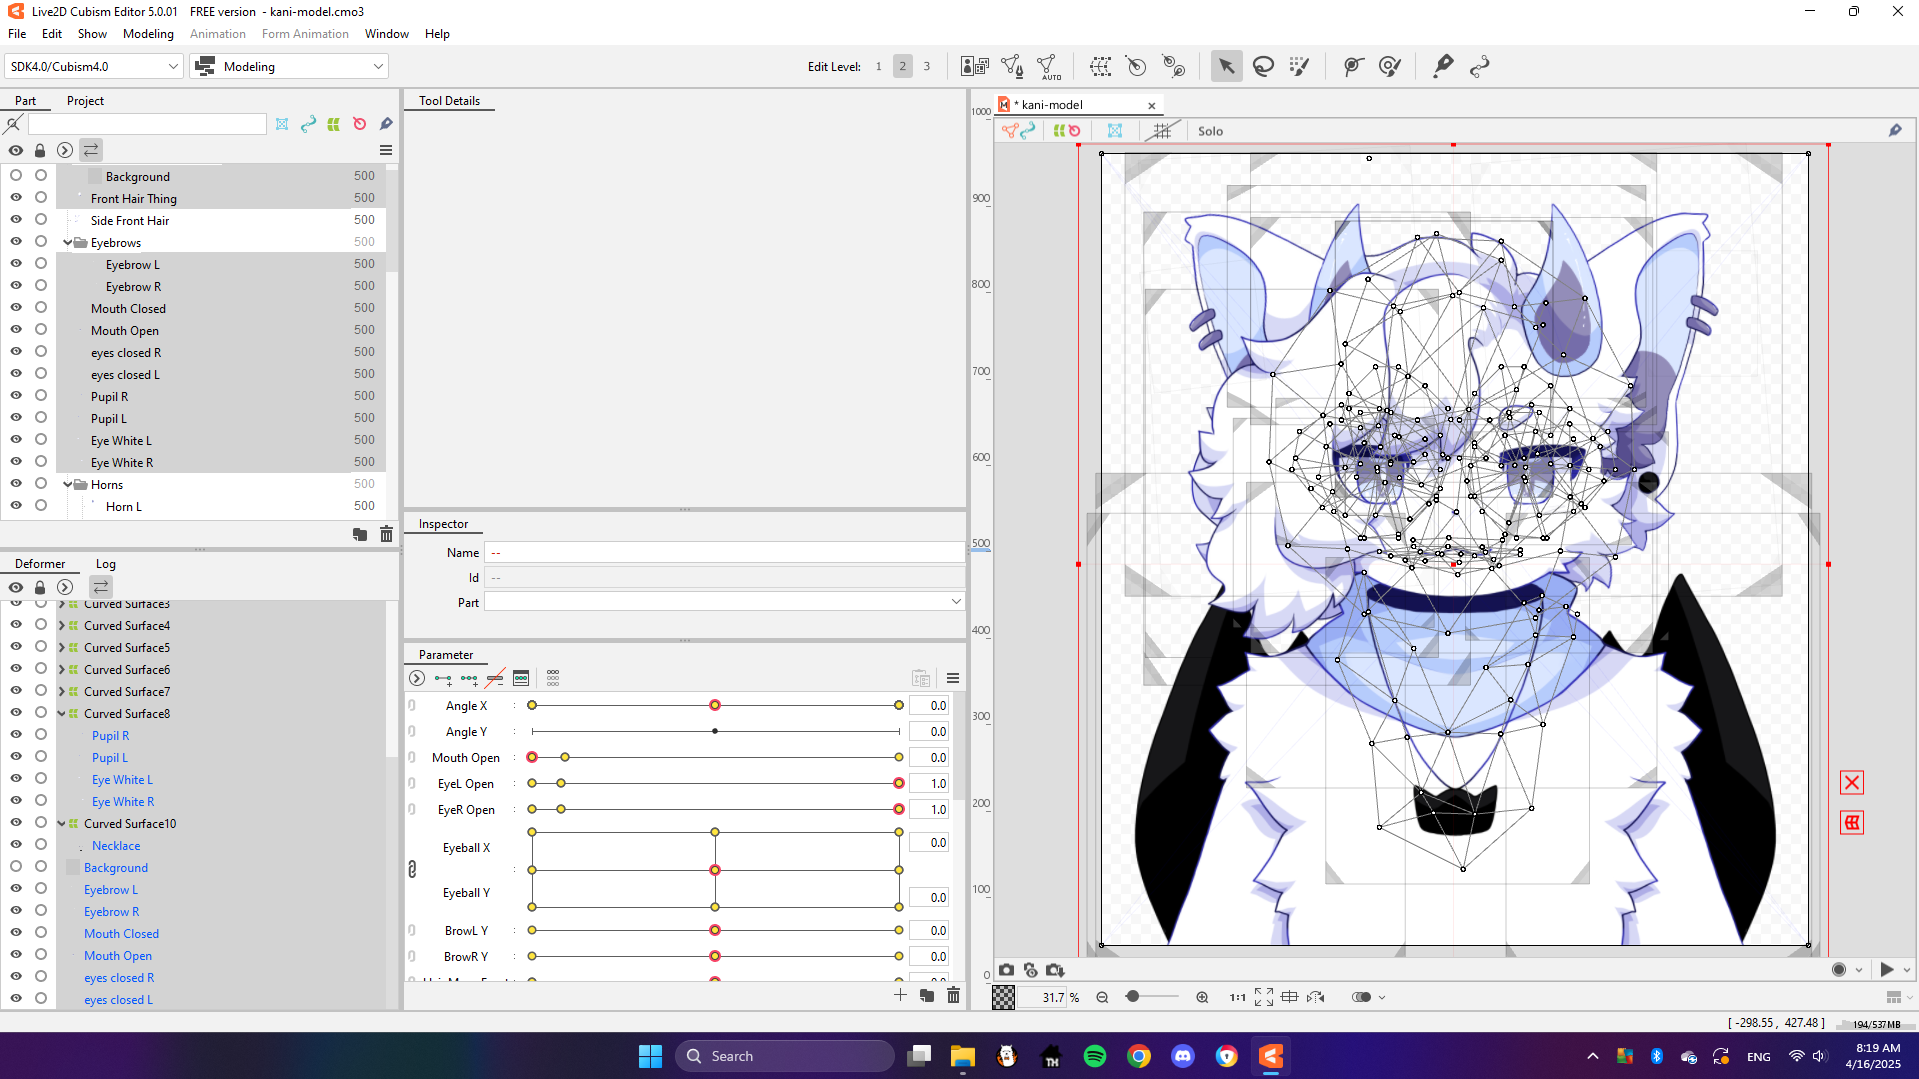 Live2D Cubism Editor 5.0.01 FREE version - kani-model.cmo3
File Edit Show Modeling Animation Form Animation Window Help
SDK4.0/Cubism4.0 Modeling Edit Level: 1 2 3 AUTO
Part Project
Background 500
Front Hair Thing 500
Side Front Hair 500
Eyebrows 500
Eyebrow L 500
Eyebrow R 500
Mouth Closed 500
Mouth Open 500
eyes closed R 500
eyes closed L 500
Pupil R 500
Pupil L 500
Eye White L 500
Eye White R 500
Horns 500
Horn L 500
Deformer Log
Curved Surface3
Curved Surface4
Curved Surface5
Curved Surface6
Curved Surface7
Curved Surface8
Pupil R
Pupil L
Eye White L
Eye White R
Curved Surface10
Necklace
Background
Eyebrow L
Eyebrow R
Mouth Closed
Mouth Open
eyes closed R
eyes closed L
Tool Details
Inspector
Name --
Id --
Part
Parameter
Angle X : 0.0
Angle Y : 0.0
Mouth Open : 0.0
EyeL Open : 1.0
EyeR Open : 1.0
Eyeball X 0.0
Eyeball Y 0.0
BrowL Y : 0.0
BrowR Y : 0.0
* kani-model
Solo
1000
900
800
700
600
500
400
300
200
100
0
31.7 % 1:1
[ -298.55 , 427.48 ] 194/537MB
Search
TH
ENG
8:19 AM
4/16/2025